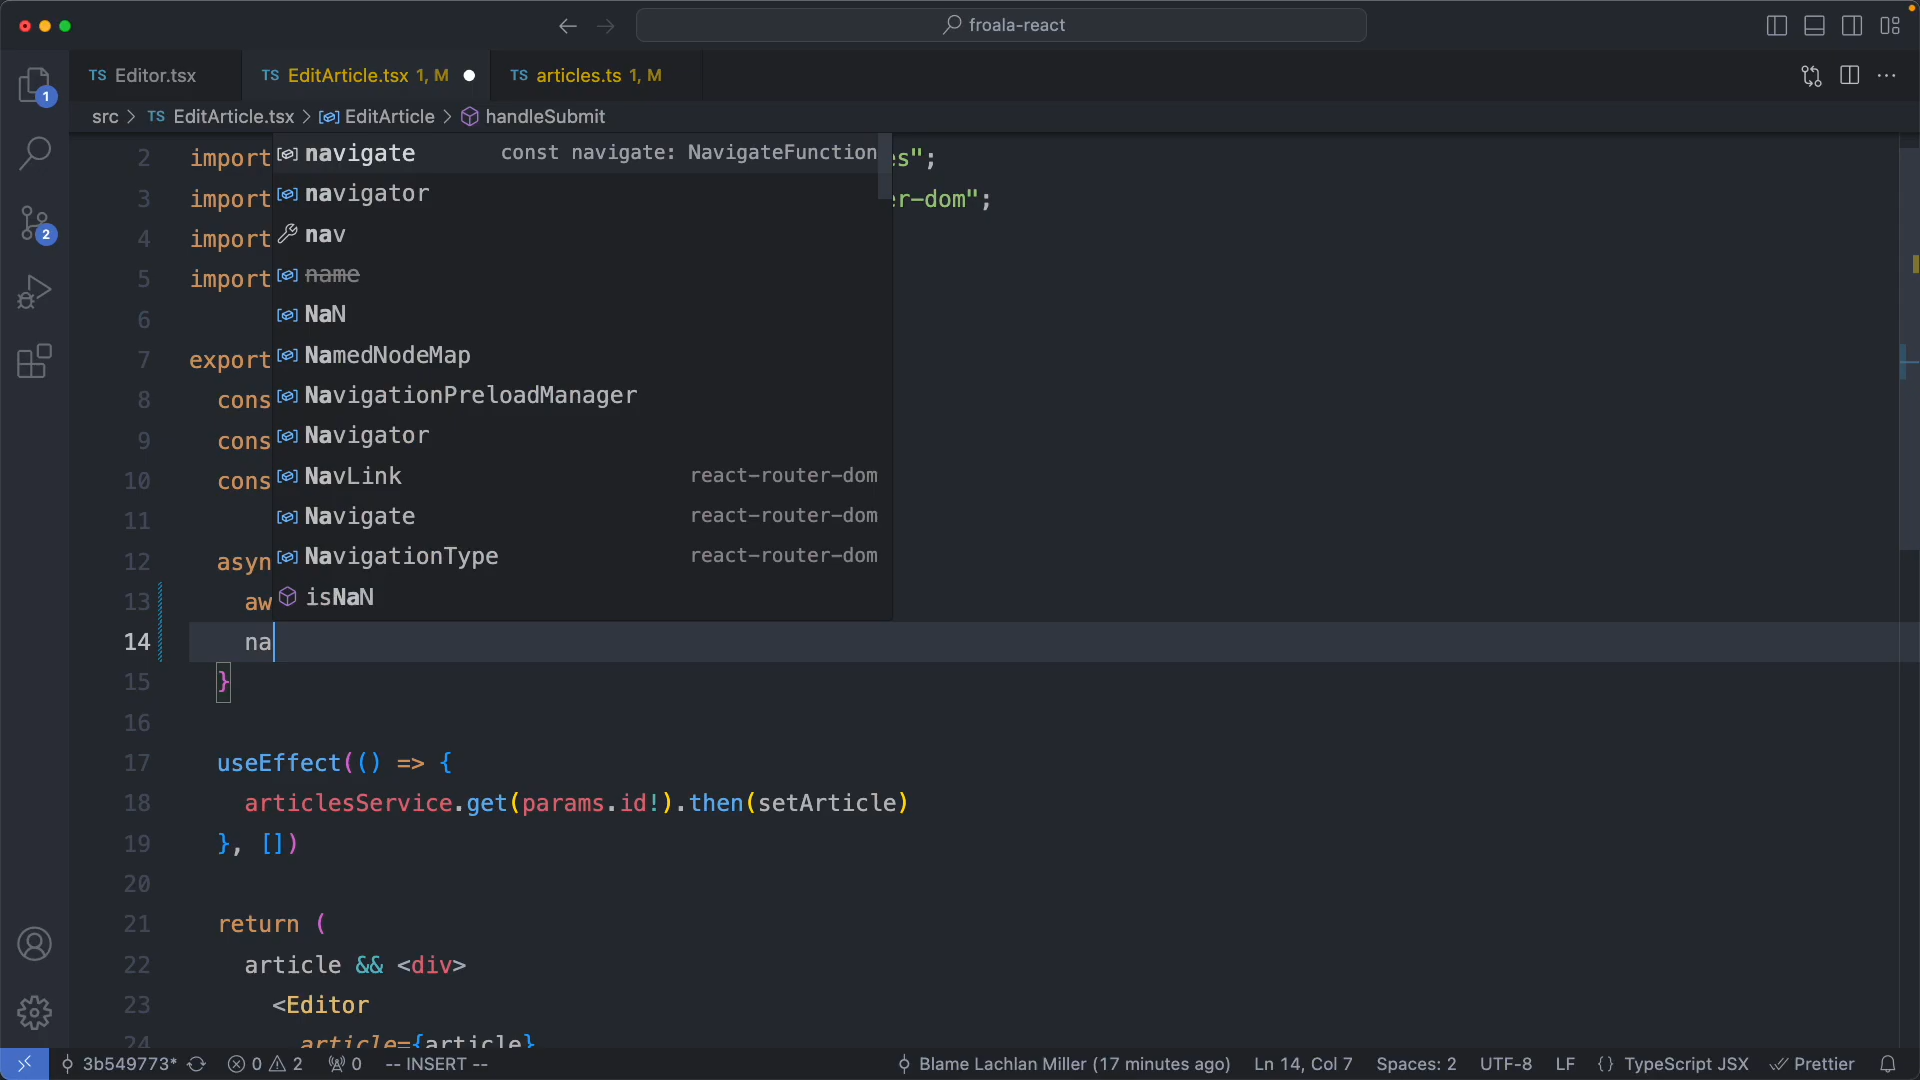 froala-react
TS Editor.tsx
TS EditArticle.tsx 1, M
TS articles.ts 1, M
src > TS EditArticle.tsx > EditArticle > handleSubmit
1
2
2 import s";
3 import r-dom";
4 import
5 import
6
7 export
8 cons
9 cons
10 cons
11
12 asyn
13 aw
14 na
15 }
16
17 useEffect(() => {
18 articlesService.get(params.id!).then(setArticle)
19 }, [])
20
21 return (
22 article && <div>
23 <Editor
24 article={article}
navigate const navigate: NavigateFunction
navigator
nav
name
NaN
NamedNodeMap
NavigationPreloadManager
Navigator
NavLink react-router-dom
Navigate react-router-dom
NavigationType react-router-dom
isNaN
3b549773* 0 2 0 -- INSERT -- Blame Lachlan Miller (17 minutes ago) Ln 14, Col 7 Spaces: 2 UTF-8 LF {} TypeScript JSX Prettier